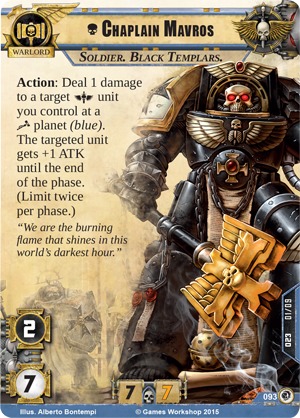 Chaplain Mavros
Warlord
Soldier. Black Templars.
Action: Deal 1 damage
to a target unit
you control at a
planet (blue).
The targeted unit
gets +1 ATK
until the end
of the phase.
(Limit twice
per phase.)
“We are the burning
flame that shines in this
world’s darkest hour.”
2
7
7 7
023 01/09
093
Illus. Alberto Bontempi
© Games Workshop 2015